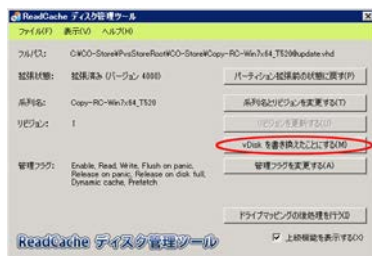 ReadCache ディスク管理ツール
ファイル(F) 表示(V) ヘルプ(H)
フルパス: C:¥CO-Store¥PvsStoreRoot¥CO-Store¥Copy-RC-Win7x64_T520@update.vhd
拡張状態: 拡張済み (バージョン 4000) パーティション拡張前の状態に戻す(P)
系列名: Copy-RC-Win7x64_T520 系列名とリビジョンを変更する(T)
リビジョン: 1 リビジョンを更新する(U)
vDisk を書き換えたことにする(M)
管理フラグ: Enable, Read, Write, Flush on panic, 管理フラグを変更する(A)
Release on panic, Release on disk full,
Dynamic cache, Prefetch
ドライブマッピングの後処理を行う(D)
ReadCache ディスク管理ツール 上級機能を表示する(X)